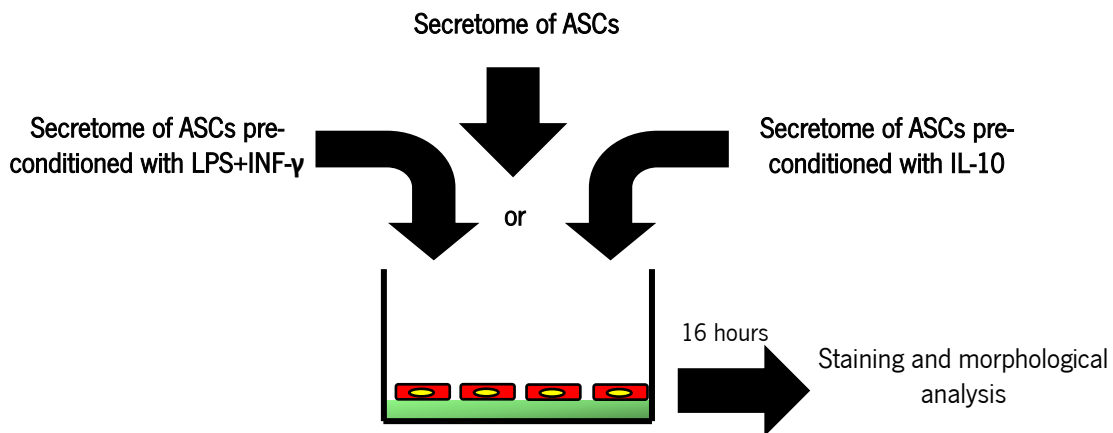 Secretome of ASCs
Secretome of ASCs pre-
conditioned with LPS+INF-γ
Secretome of ASCs pre-
conditioned with IL-10
or
16 hours
Staining and morphological
analysis